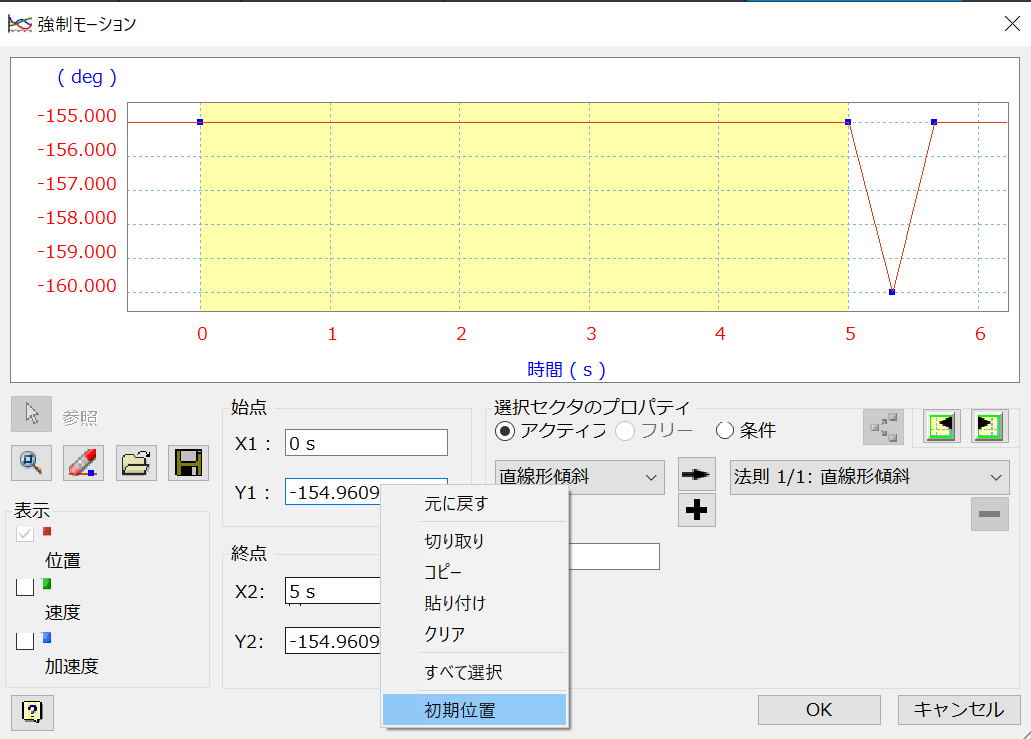 強制モーション
( deg )
-155.000
-156.000
-157.000
-158.000
-159.000
-160.000
0 1 2 3 4 5 6
時間 ( s )
参照
表示
位置
速度
加速度
始点
X1 : 0 s
Y1 : -154.9609
終点
X2: 5 s
Y2: -154.9609
選択セクタのプロパティ
アクティブ フリー 条件
直線形傾斜
法則 1/1: 直線形傾斜
元に戻す
切り取り
コピー
貼り付け
クリア
すべて選択
初期位置
OK キャンセル